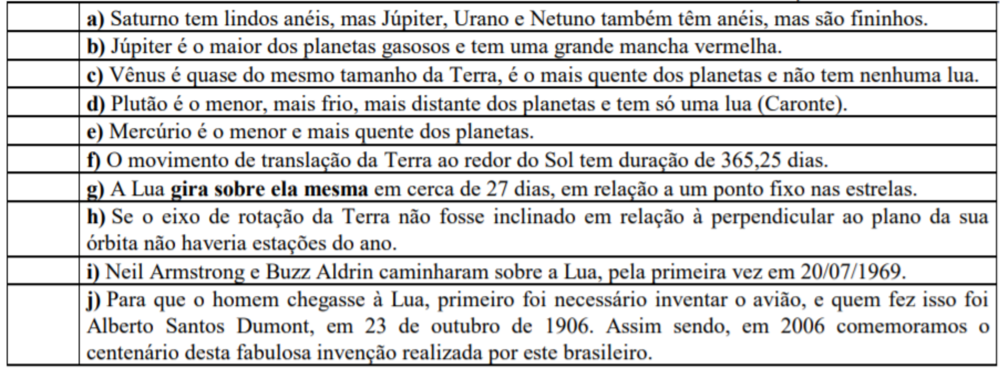 a) Saturno tem lindos anéis, mas Júpiter, Urano e Netuno também têm anéis, mas são fininhos.
b) Júpiter é o maior dos planetas gasosos e tem uma grande mancha vermelha.
c) Vênus é quase do mesmo tamanho da Terra, é o mais quente dos planetas e não tem nenhuma lua.
d) Plutão é o menor, mais frio, mais distante dos planetas e tem só uma lua (Caronte).
e) Mercúrio é o menor e mais quente dos planetas.
f) O movimento de translação da Terra ao redor do Sol tem duração de 365,25 dias.
g) A Lua gira sobre ela mesma em cerca de 27 dias, em relação a um ponto fixo nas estrelas.
h) Se o eixo de rotação da Terra não fosse inclinado em relação à perpendicular ao plano da sua
órbita não haveria estações do ano.
i) Neil Armstrong e Buzz Aldrin caminharam sobre a Lua, pela primeira vez em 20/07/1969.
j) Para que o homem chegasse à Lua, primeiro foi necessário inventar o avião, e quem fez isso foi
Alberto Santos Dumont, em 23 de outubro de 1906. Assim sendo, em 2006 comemoramos o
centenário desta fabulosa invenção realizada por este brasileiro.